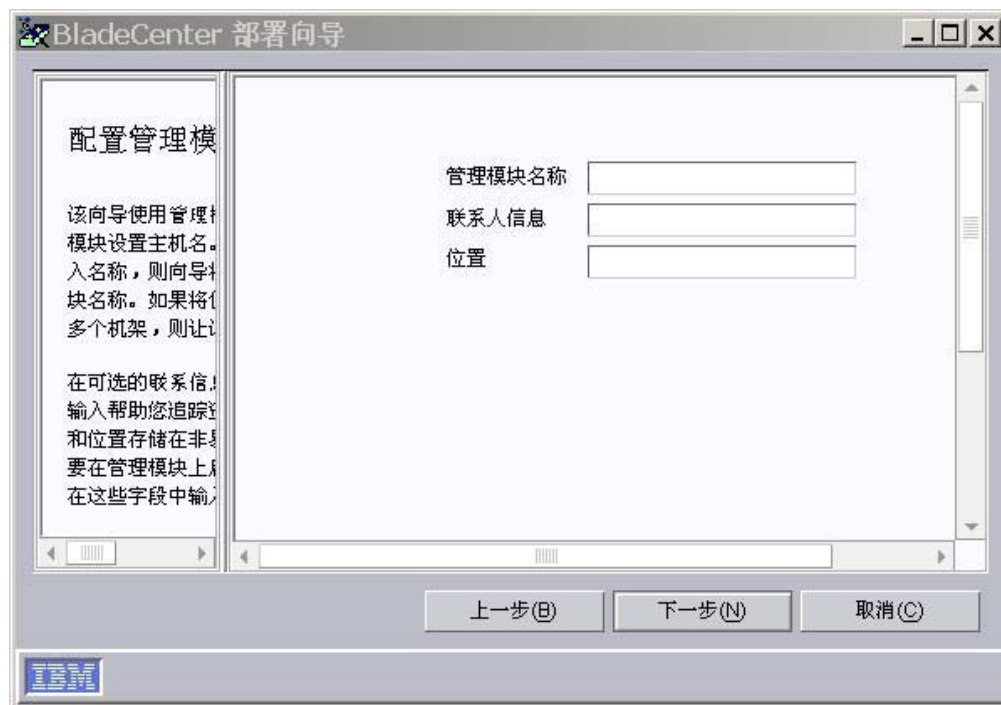 BladeCenter 部署向导
配置管理模
该向导使用管理
模块设置主机名。
入名称，则向导
块名称。如果将
多个机架，则让
在可选的联系信
输入帮助您追踪
和位置存储在非
要在管理模块上
在这些字段中输
管理模块名称
联系人信息
位置
上一步(B)
下一步(N)
取消(C)
IBM